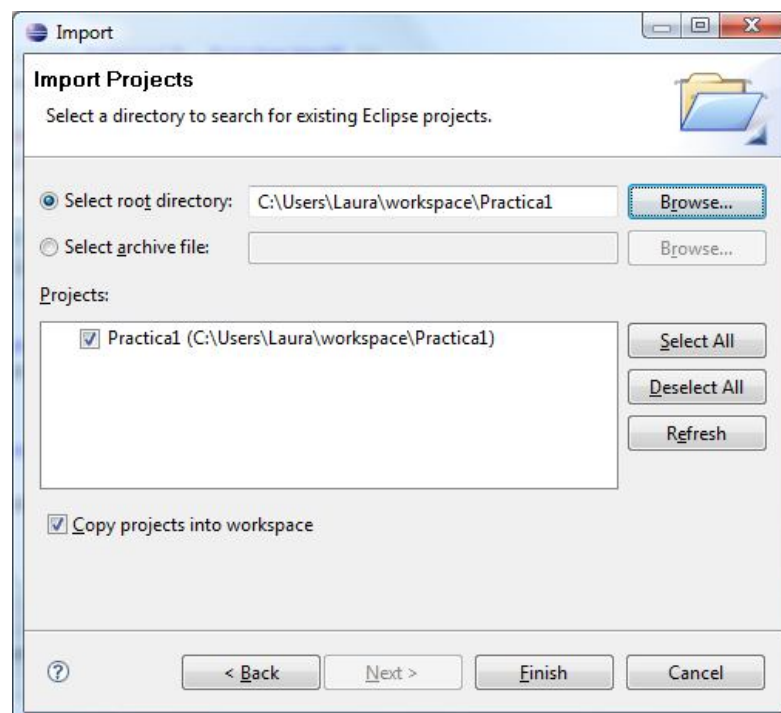 Import
Import Projects
Select a directory to search for existing Eclipse projects.
Select root directory: C:\Users\Laura\workspace\Practica1 Browse...
Select archive file: Browse...
Projects:
Practica1 (C:\Users\Laura\workspace\Practica1)
Select All
Deselect All
Refresh
Copy projects into workspace
? < Back Next > Finish Cancel